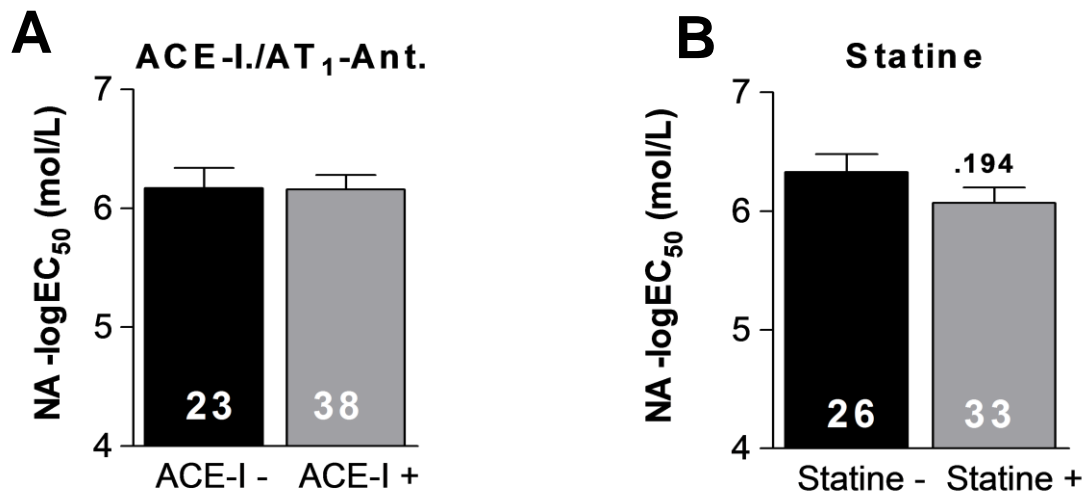 A
ACE-I./AT1-Ant.
NA -logEC50 (mol/L)
7
6
5
4
23
38
ACE-I -
ACE-I +
B
Statine
NA -logEC50 (mol/L)
7
6
5
4
.194
26
33
Statine -
Statine +